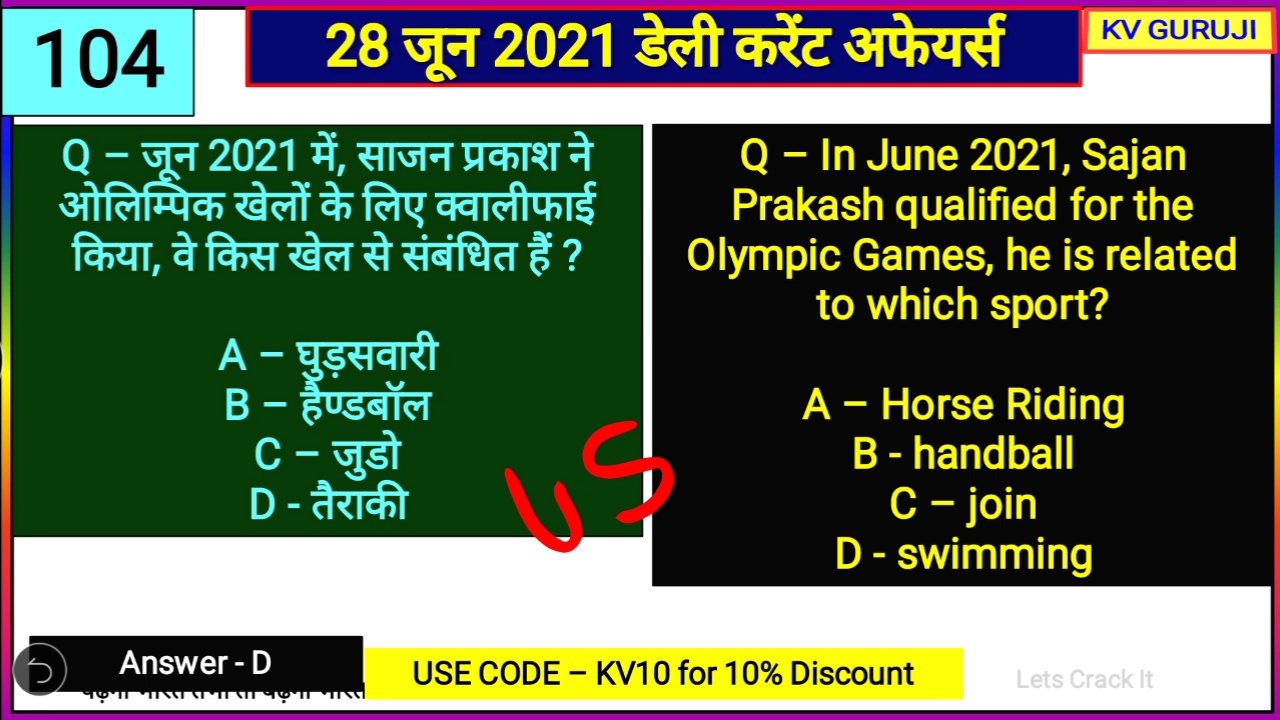 104
28 जून 2021 डेली करेंट अफेयर्स
KV GURUJI
Q – जून 2021 में, साजन प्रकाश ने
ओलिम्पिक खेलों के लिए क्वालीफाई
किया, वे किस खेल से संबंधित हैं ?
A – घुड़सवारी
B – हैण्डबॉल
C – जुडो
D - तैराकी
Q – In June 2021, Sajan
Prakash qualified for the
Olympic Games, he is related
to which sport?
A – Horse Riding
B - handball
C – join
D - swimming
US
Answer - D
USE CODE – KV10 for 10% Discount
Lets Crack It